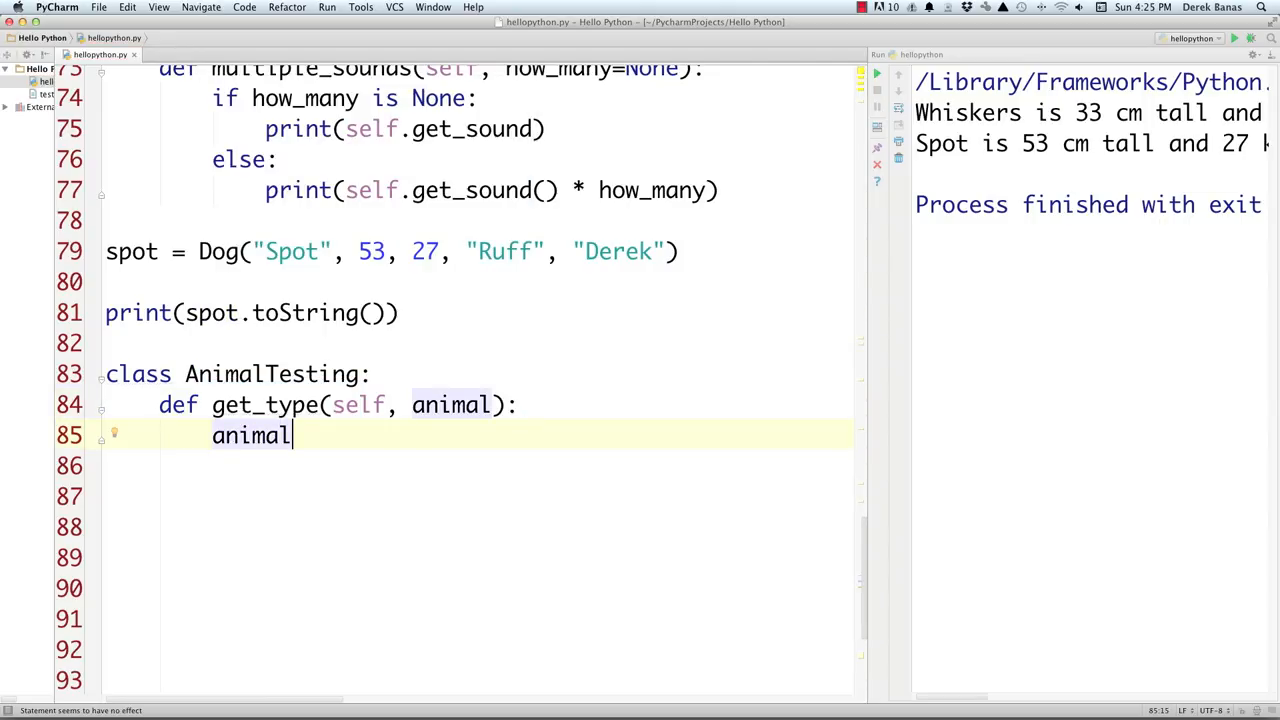 PyCharm File Edit View Navigate Code Refactor Run Tools VCS Window Help 10 Sun 4:25 PM Derek Banas
hellopython.py - Hello Python - [~/PycharmProjects/Hello Python]
Hello Python hellopython.py hellopython
hellopython.py Run hellopython
Hello
hell
test
Extern
73 def multiple_sounds(self, how_many=None):
74 if how_many is None:
75 print(self.get_sound)
76 else:
77 print(self.get_sound() * how_many)
78
79 spot = Dog("Spot", 53, 27, "Ruff", "Derek")
80
81 print(spot.toString())
82
83 class AnimalTesting:
84 def get_type(self, animal):
85 animal
86
87
88
89
90
91
92
93
/Library/Frameworks/Python.
Whiskers is 33 cm tall and
Spot is 53 cm tall and 27 k
Process finished with exit
Statement seems to have no effect 85:15 LF UTF-8